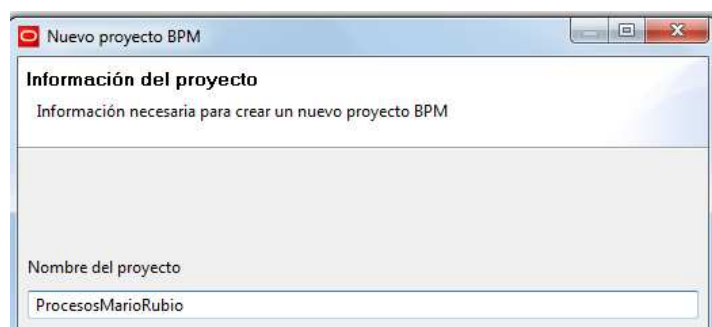 Nuevo proyecto BPM
Información del proyecto
Información necesaria para crear un nuevo proyecto BPM
Nombre del proyecto
ProcesosMarioRubio